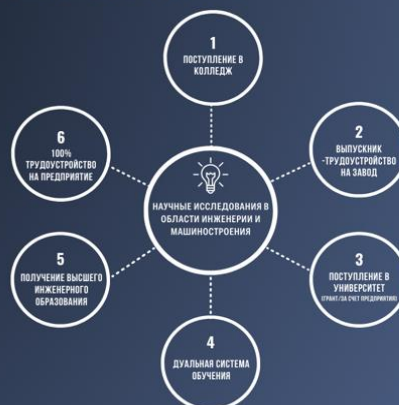 1
ПОСТУПЛЕНИЕ В
КОЛЛЕДЖ
2
ВЫПУСКНИК
-ТРУДОУСТРОЙСТВО
НА ЗАВОД
3
ПОСТУПЛЕНИЕ В
УНИВЕРСИТЕТ
(ГРАНТ/ЗА СЧЕТ ПРЕДПРИЯТИЯ)
4
ДУАЛЬНАЯ СИСТЕМА
ОБУЧЕНИЯ
5
ПОЛУЧЕНИЕ ВЫСШЕГО
ИНЖЕНЕРНОГО
ОБРАЗОВАНИЯ
6
100%
ТРУДОУСТРОЙСТВО
НА ПРЕДПРИЯТИЕ
НАУЧНЫЕ ИССЛЕДОВАНИЯ В
ОБЛАСТИ ИНЖЕНЕРИИ И
МАШИНОСТРОЕНИЯ